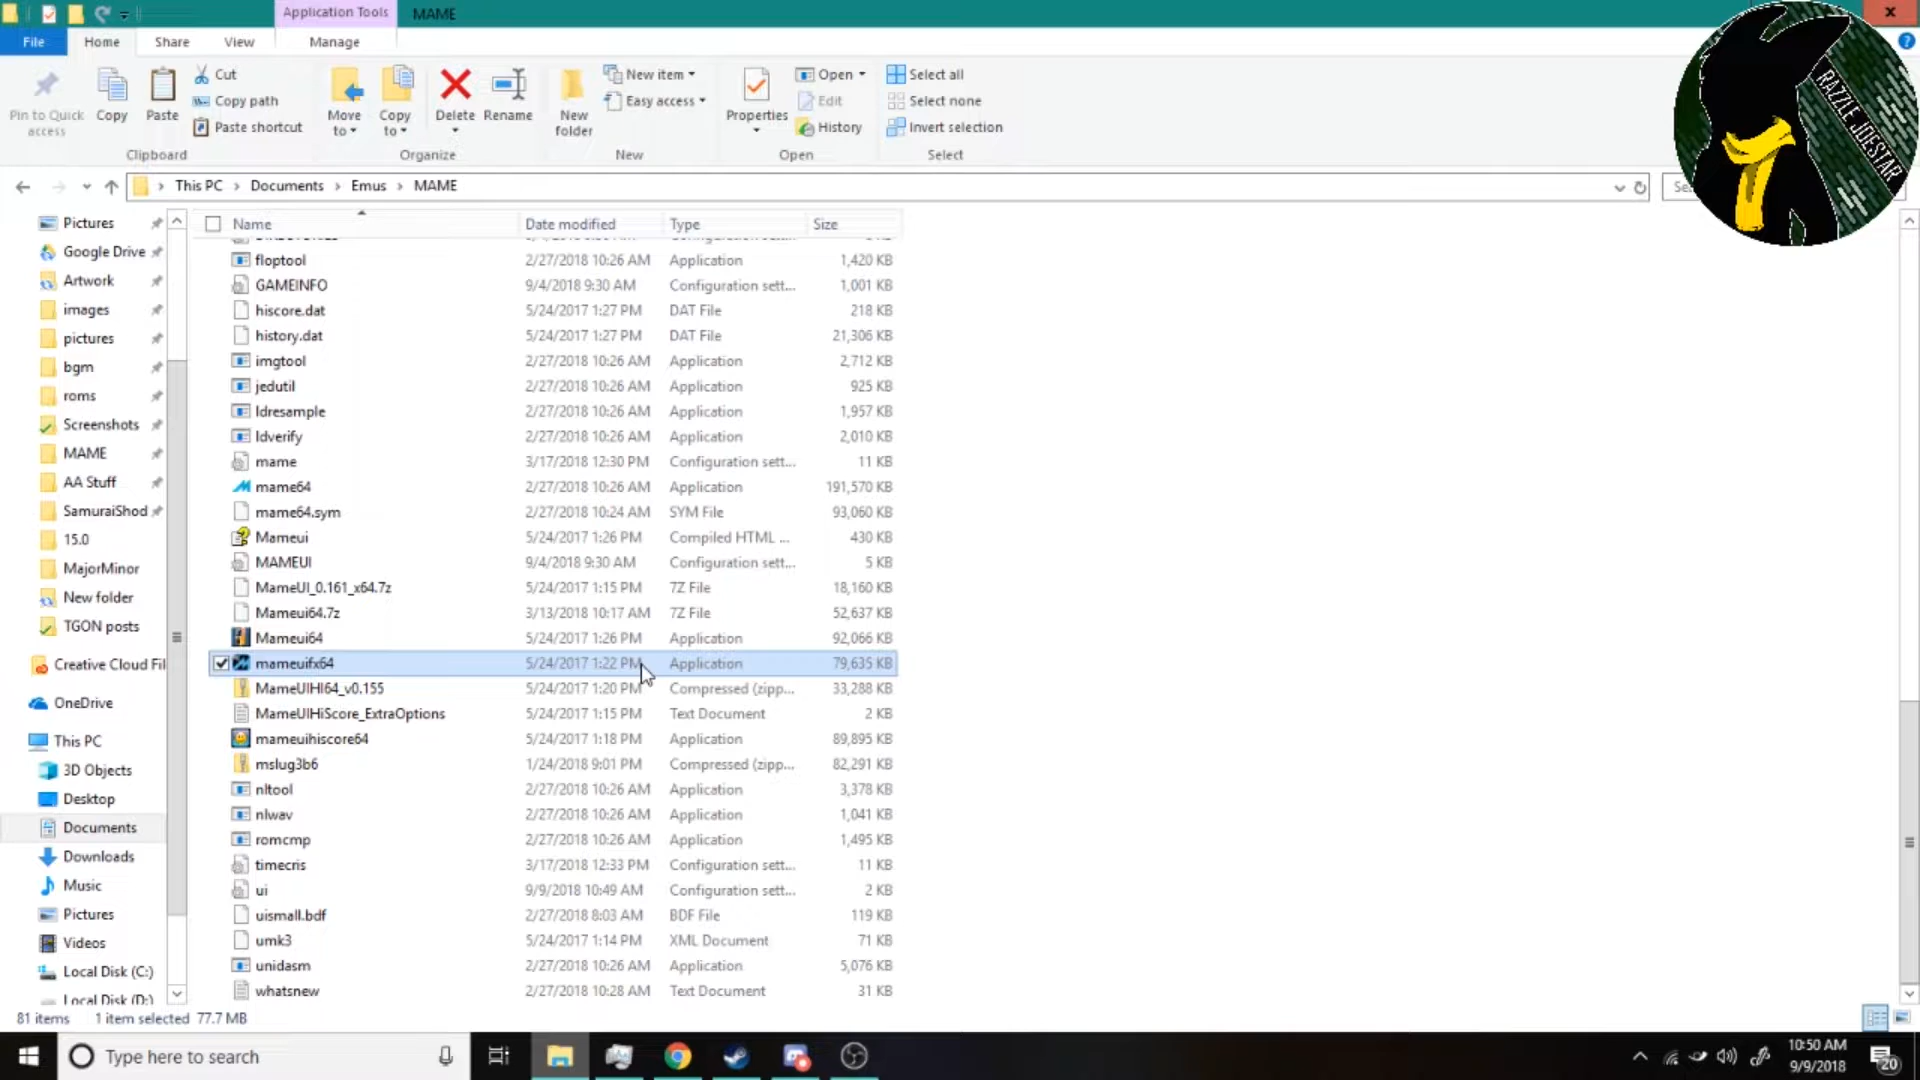 Application Tools
MAME
File
Home
Share
View
Manage
Pin to Quick access
Copy
Paste
Cut
Copy path
Paste shortcut
Clipboard
Move to
Copy to
Delete
Rename
Organize
New folder
New item
Easy access
New
Properties
Open
Edit
History
Open
Select all
Select none
Invert selection
Select
RAZZLE JOESTAR
This PC > Documents > Emus > MAME
Name Date modified Type Size
floptool 2/27/2018 10:26 AM Application 1,420 KB
GAMEINFO 9/4/2018 9:30 AM Configuration sett... 1,001 KB
hiscore.dat 5/24/2017 1:27 PM DAT File 218 KB
history.dat 5/24/2017 1:27 PM DAT File 21,306 KB
imgtool 2/27/2018 10:26 AM Application 2,712 KB
jedutil 2/27/2018 10:26 AM Application 925 KB
ldresample 2/27/2018 10:26 AM Application 1,957 KB
ldverify 2/27/2018 10:26 AM Application 2,010 KB
mame 3/17/2018 12:30 PM Configuration sett... 11 KB
mame64 2/27/2018 10:26 AM Application 191,570 KB
mame64.sym 2/27/2018 10:24 AM SYM File 93,060 KB
Mameui 5/24/2017 1:26 PM Compiled HTML ... 430 KB
MAMEUI 9/4/2018 9:30 AM Configuration sett... 5 KB
MameUI_0.161_x64.7z 5/24/2017 1:15 PM 7Z File 18,160 KB
Mameui64.7z 3/13/2018 10:17 AM 7Z File 52,637 KB
Mameui64 5/24/2017 1:26 PM Application 92,066 KB
mameuifx64 5/24/2017 1:22 PM Application 79,635 KB
MameUIHI64_v0.155 5/24/2017 1:20 PM Compressed (zipp... 33,288 KB
MameUIHiScore_ExtraOptions 5/24/2017 1:15 PM Text Document 2 KB
mameuihiscore64 5/24/2017 1:18 PM Application 89,895 KB
mslug3b6 1/24/2018 9:01 PM Compressed (zipp... 82,291 KB
nltool 2/27/2018 10:26 AM Application 3,378 KB
nlwav 2/27/2018 10:26 AM Application 1,041 KB
romcmp 2/27/2018 10:26 AM Application 1,495 KB
timecris 3/17/2018 12:33 PM Configuration sett... 11 KB
ui 9/9/2018 10:49 AM Configuration sett... 2 KB
uismall.bdf 2/27/2018 8:03 AM BDF File 119 KB
umk3 5/24/2017 1:14 PM XML Document 71 KB
unidasm 2/27/2018 10:26 AM Application 5,076 KB
whatsnew 2/27/2018 10:28 AM Text Document 31 KB
Pictures
Google Drive
Artwork
images
pictures
bgm
roms
Screenshots
MAME
AA Stuff
SamuraiShod
15.0
MajorMinor
New folder
TGON posts
Creative Cloud Fil
OneDrive
This PC
3D Objects
Desktop
Documents
Downloads
Music
Pictures
Videos
Local Disk (C:)
Local Disk (D:)
81 items 1 item selected 77.7 MB
Type here to search
10:50 AM
9/9/2018
20